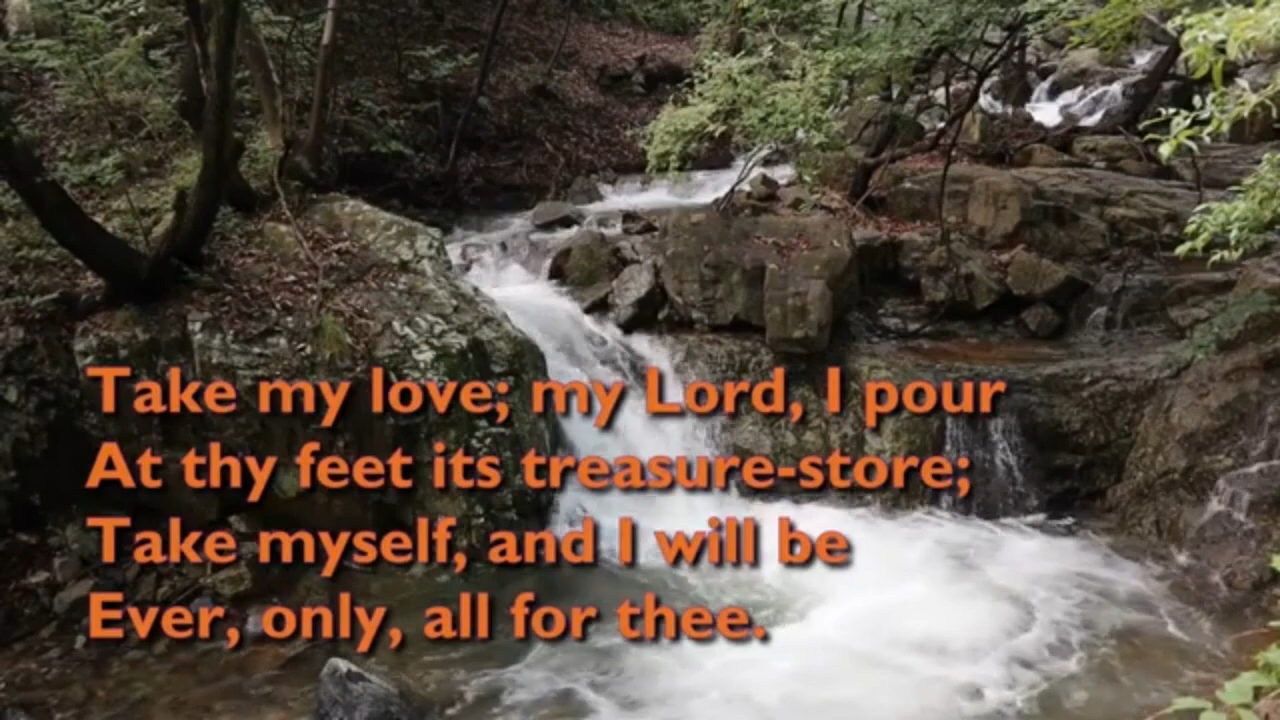 Take my love; my Lord, I pour
At thy feet its treasure-store;
Take myself, and I will be
Ever, only, all for thee.